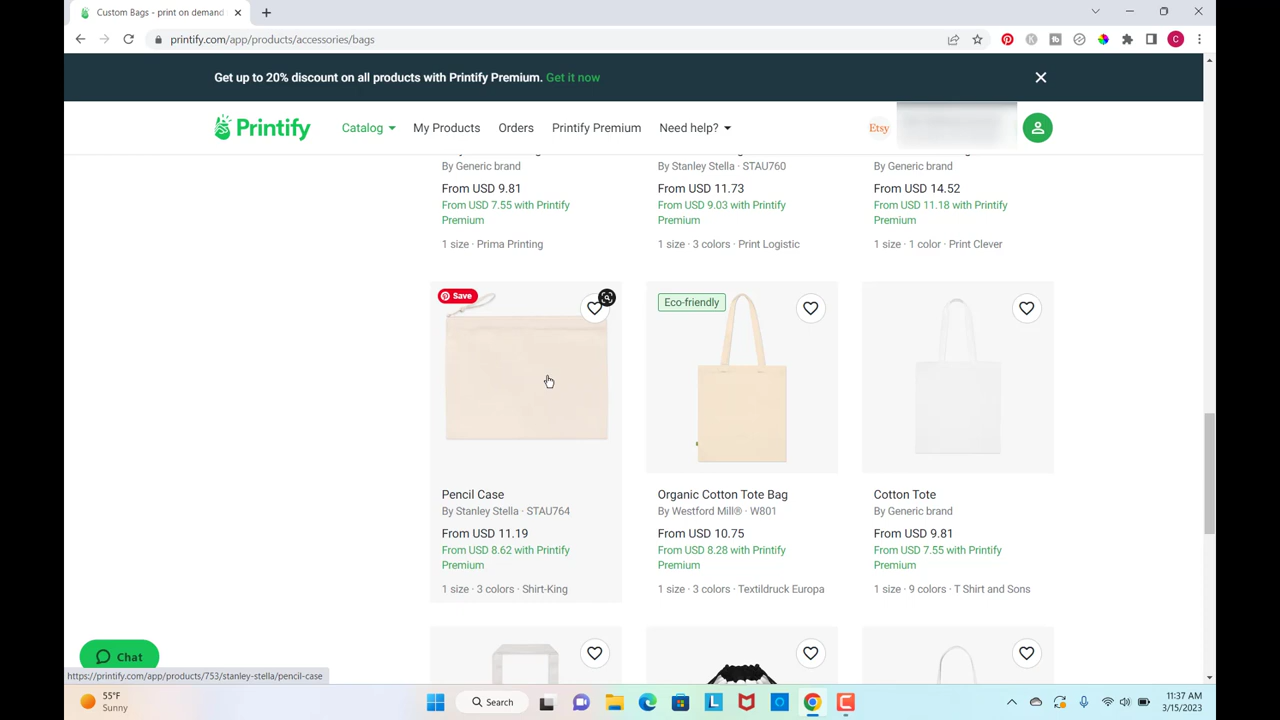 Custom Bags - print on demand
printify.com/app/products/accessories/bags
Get up to 20% discount on all products with Printify Premium. Get it now
Printify
Catalog
My Products
Orders
Printify Premium
Need help?
Etsy
By Generic brand
From USD 9.81
From USD 7.55 with Printify
Premium
1 size · Prima Printing
By Stanley Stella · STAU760
From USD 11.73
From USD 9.03 with Printify
Premium
1 size · 3 colors · Print Logistic
By Generic brand
From USD 14.52
From USD 11.18 with Printify
Premium
1 size · 1 color · Print Clever
Save
Pencil Case
By Stanley Stella · STAU764
From USD 11.19
From USD 8.62 with Printify
Premium
1 size · 3 colors · Shirt-King
Eco-friendly
Organic Cotton Tote Bag
By Westford Mill® · W801
From USD 10.75
From USD 8.28 with Printify
Premium
1 size · 3 colors · Textildruck Europa
Cotton Tote
By Generic brand
From USD 9.81
From USD 7.55 with Printify
Premium
1 size · 9 colors · T Shirt and Sons
Chat
https://printify.com/app/products/753/stanley-stella/pencil-case
55°F
Sunny
Search
11:37 AM
3/15/2023